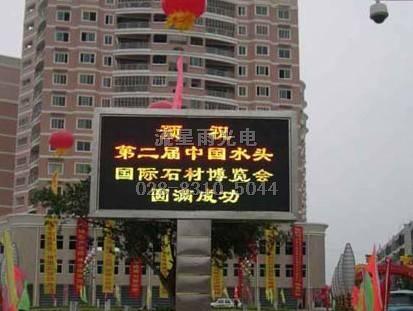 颂 祝
流星雨光电
第二届中国水头
国际石材博览会
028-8310 5044
圆满成功